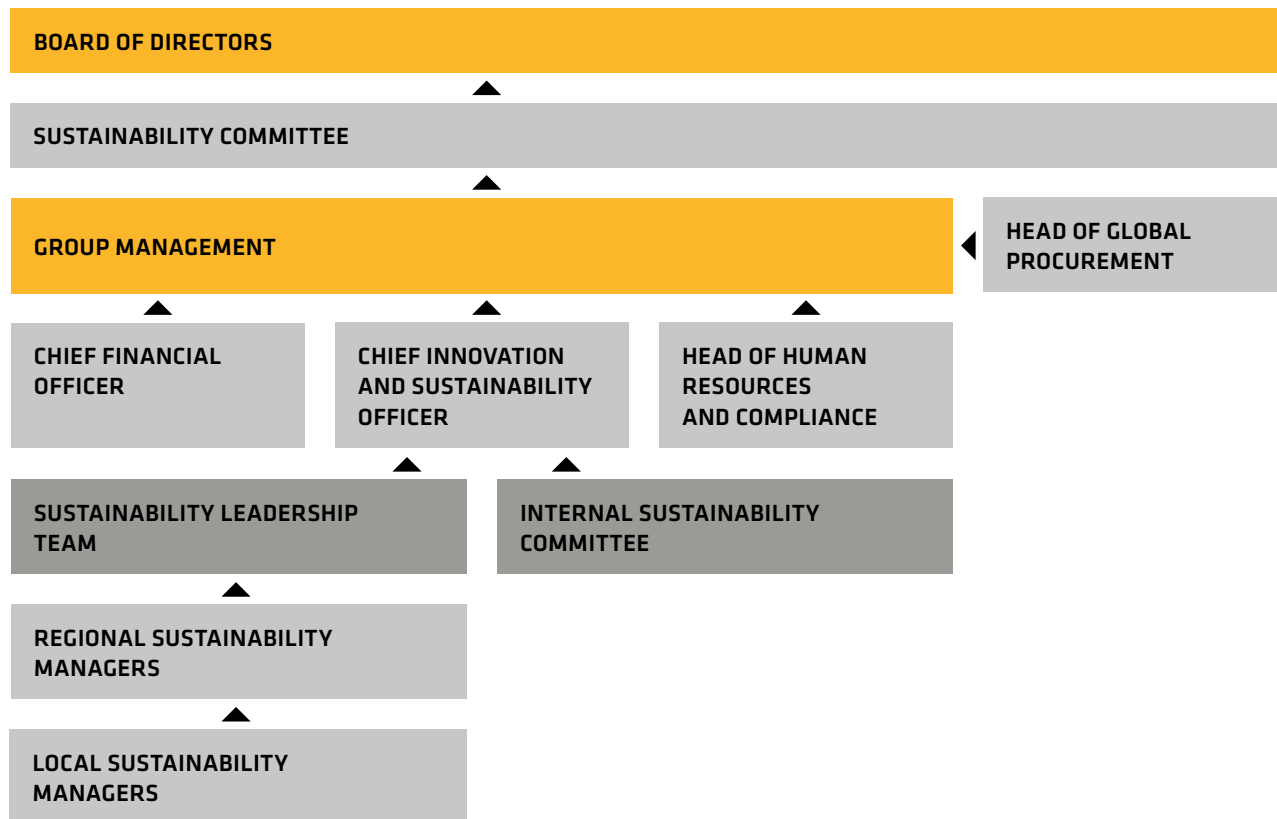 BOARD OF DIRECTORS
SUSTAINABILITY COMMITTEE
GROUP MANAGEMENT
HEAD OF GLOBAL
PROCUREMENT
CHIEF FINANCIAL
OFFICER
CHIEF INNOVATION
AND SUSTAINABILITY
OFFICER
HEAD OF HUMAN
RESOURCES
AND COMPLIANCE
SUSTAINABILITY LEADERSHIP
TEAM
INTERNAL SUSTAINABILITY
COMMITTEE
REGIONAL SUSTAINABILITY
MANAGERS
LOCAL SUSTAINABILITY
MANAGERS